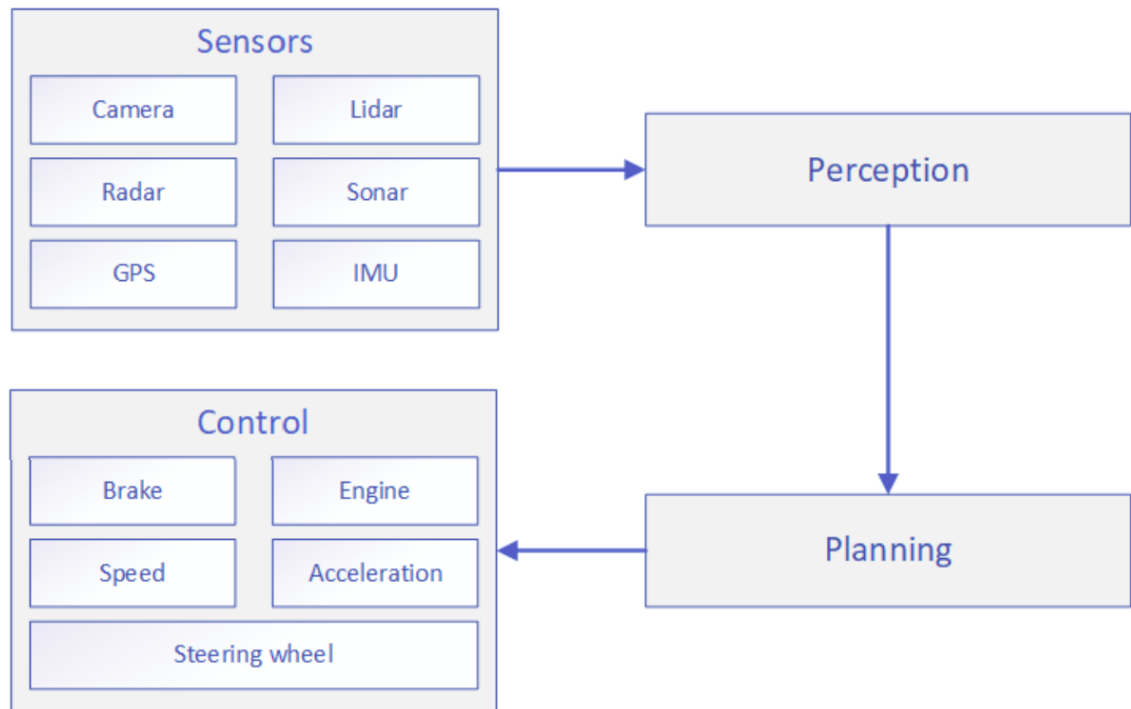 Sensors
Camera
Lidar
Radar
Sonar
GPS
IMU
Perception
Planning
Control
Brake
Engine
Speed
Acceleration
Steering wheel